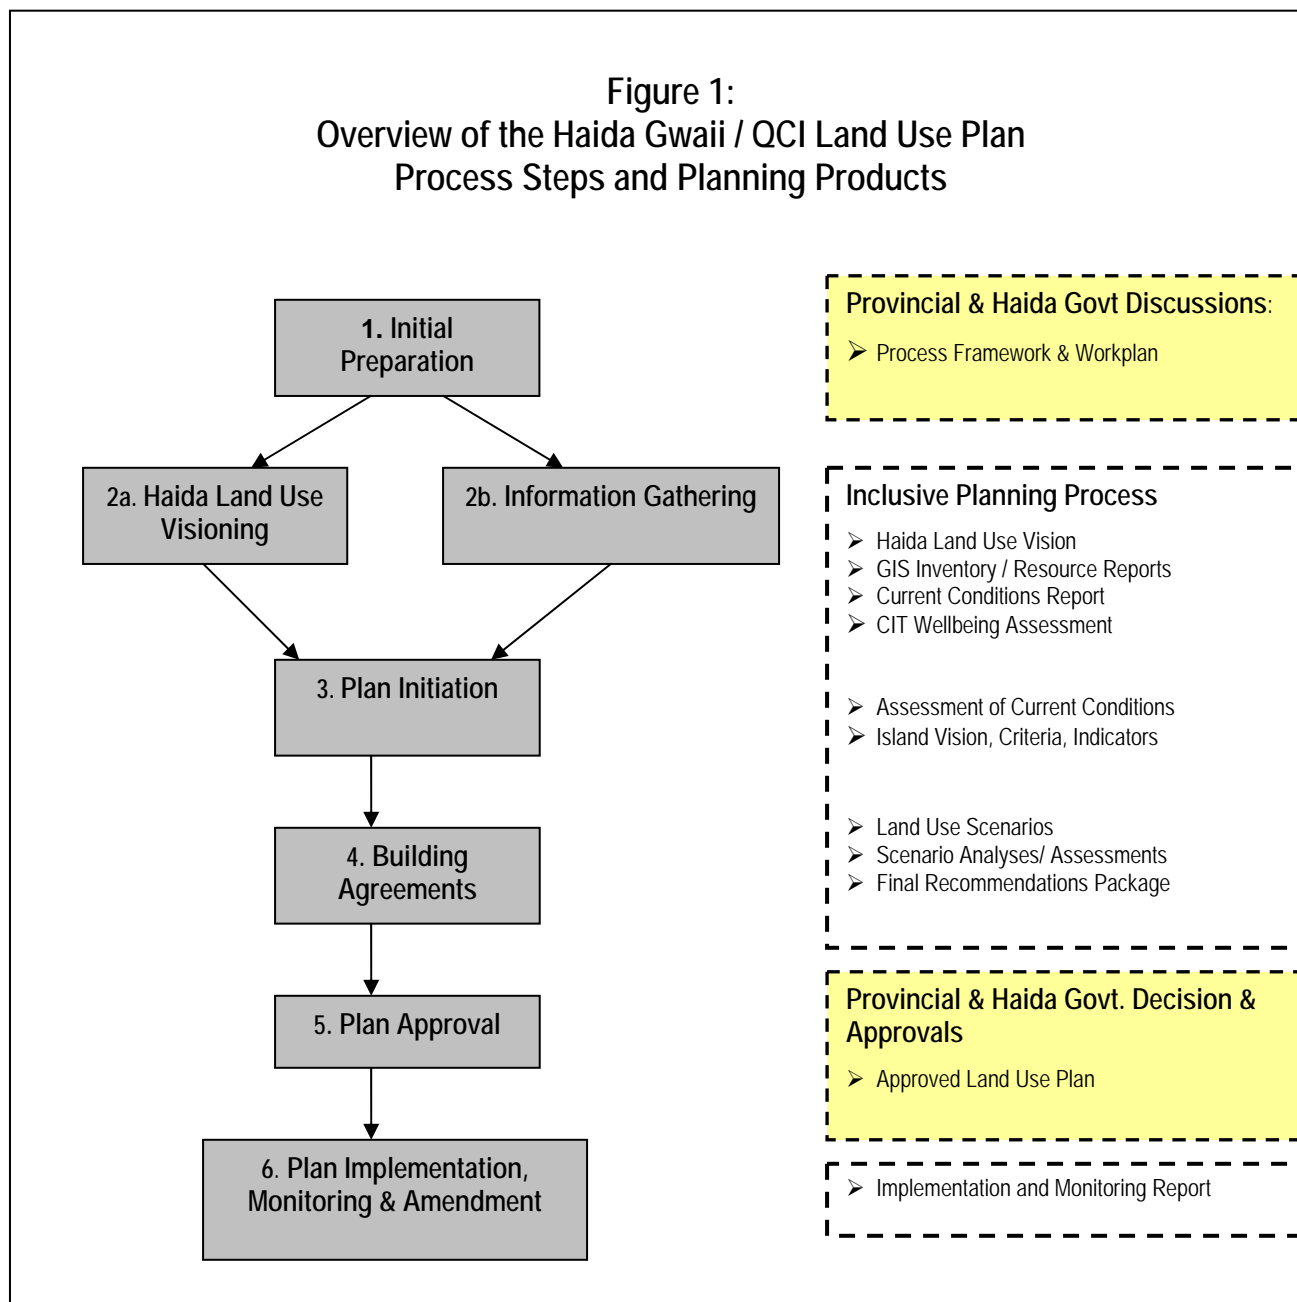 Figure 1:
Overview of the Haida Gwaii / QCI Land Use Plan
Process Steps and Planning Products
1. Initial
Preparation
2a. Haida Land Use
Visioning
2b. Information Gathering
3. Plan Initiation
4. Building
Agreements
5. Plan Approval
6. Plan Implementation,
Monitoring & Amendment
Provincial & Haida Govt Discussions:
➢ Process Framework & Workplan
Inclusive Planning Process
➢ Haida Land Use Vision
➢ GIS Inventory / Resource Reports
➢ Current Conditions Report
➢ CIT Wellbeing Assessment
➢ Assessment of Current Conditions
➢ Island Vision, Criteria, Indicators
➢ Land Use Scenarios
➢ Scenario Analyses/ Assessments
➢ Final Recommendations Package
Provincial & Haida Govt. Decision &
Approvals
➢ Approved Land Use Plan
➢ Implementation and Monitoring Report